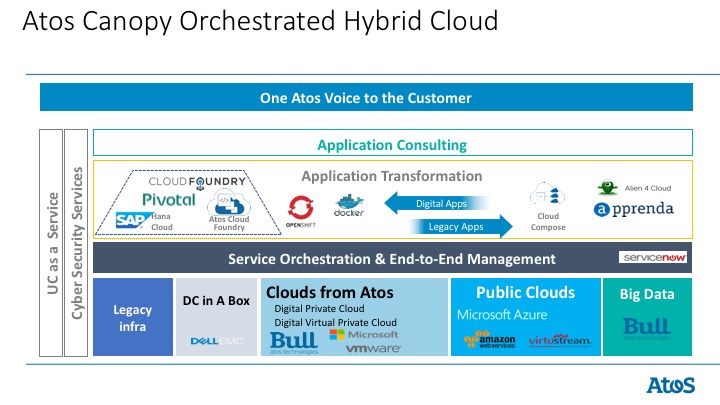 Atos Canopy Orchestrated Hybrid Cloud
One Atos Voice to the Customer
UC as a Service
Cyber Security Services
Application Consulting
Application Transformation
CLOUD FOUNDRY
Pivotal
SAP Hana
Cloud
Atos Cloud
Foundry
OPENSHIFT
docker
Digital Apps
Legacy Apps
Cloud
Compose
Alien 4 Cloud
apprenda
Service Orchestration & End-to-End Management
servicenow
Legacy
infra
DC in A Box
DELL EMC
Clouds from Atos
Digital Private Cloud
Digital Virtual Private Cloud
Bull
atos technologies
Microsoft
vmware
Public Clouds
Microsoft Azure
amazon
web services
virtustream.
Big Data
Bull
atos technologies
Atos